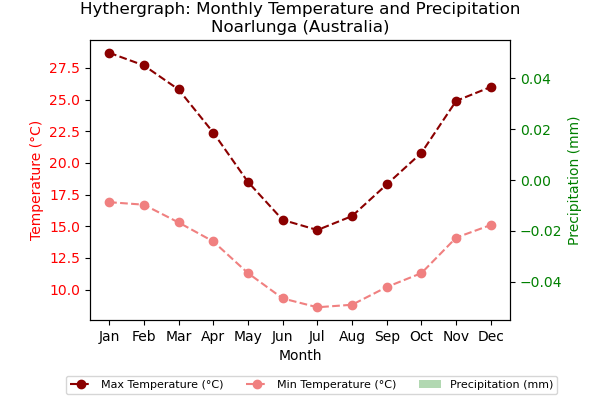 Hythergraph: Monthly Temperature and Precipitation
Noarlunga (Australia)
27.5
25.0
22.5
20.0
17.5
15.0
12.5
10.0
Temperature (°C)
0.04
0.02
0.00
−0.02
−0.04
Precipitation (mm)
Jan Feb Mar Apr May Jun Jul Aug Sep Oct Nov Dec
Month
Max Temperature (°C) Min Temperature (°C) Precipitation (mm)